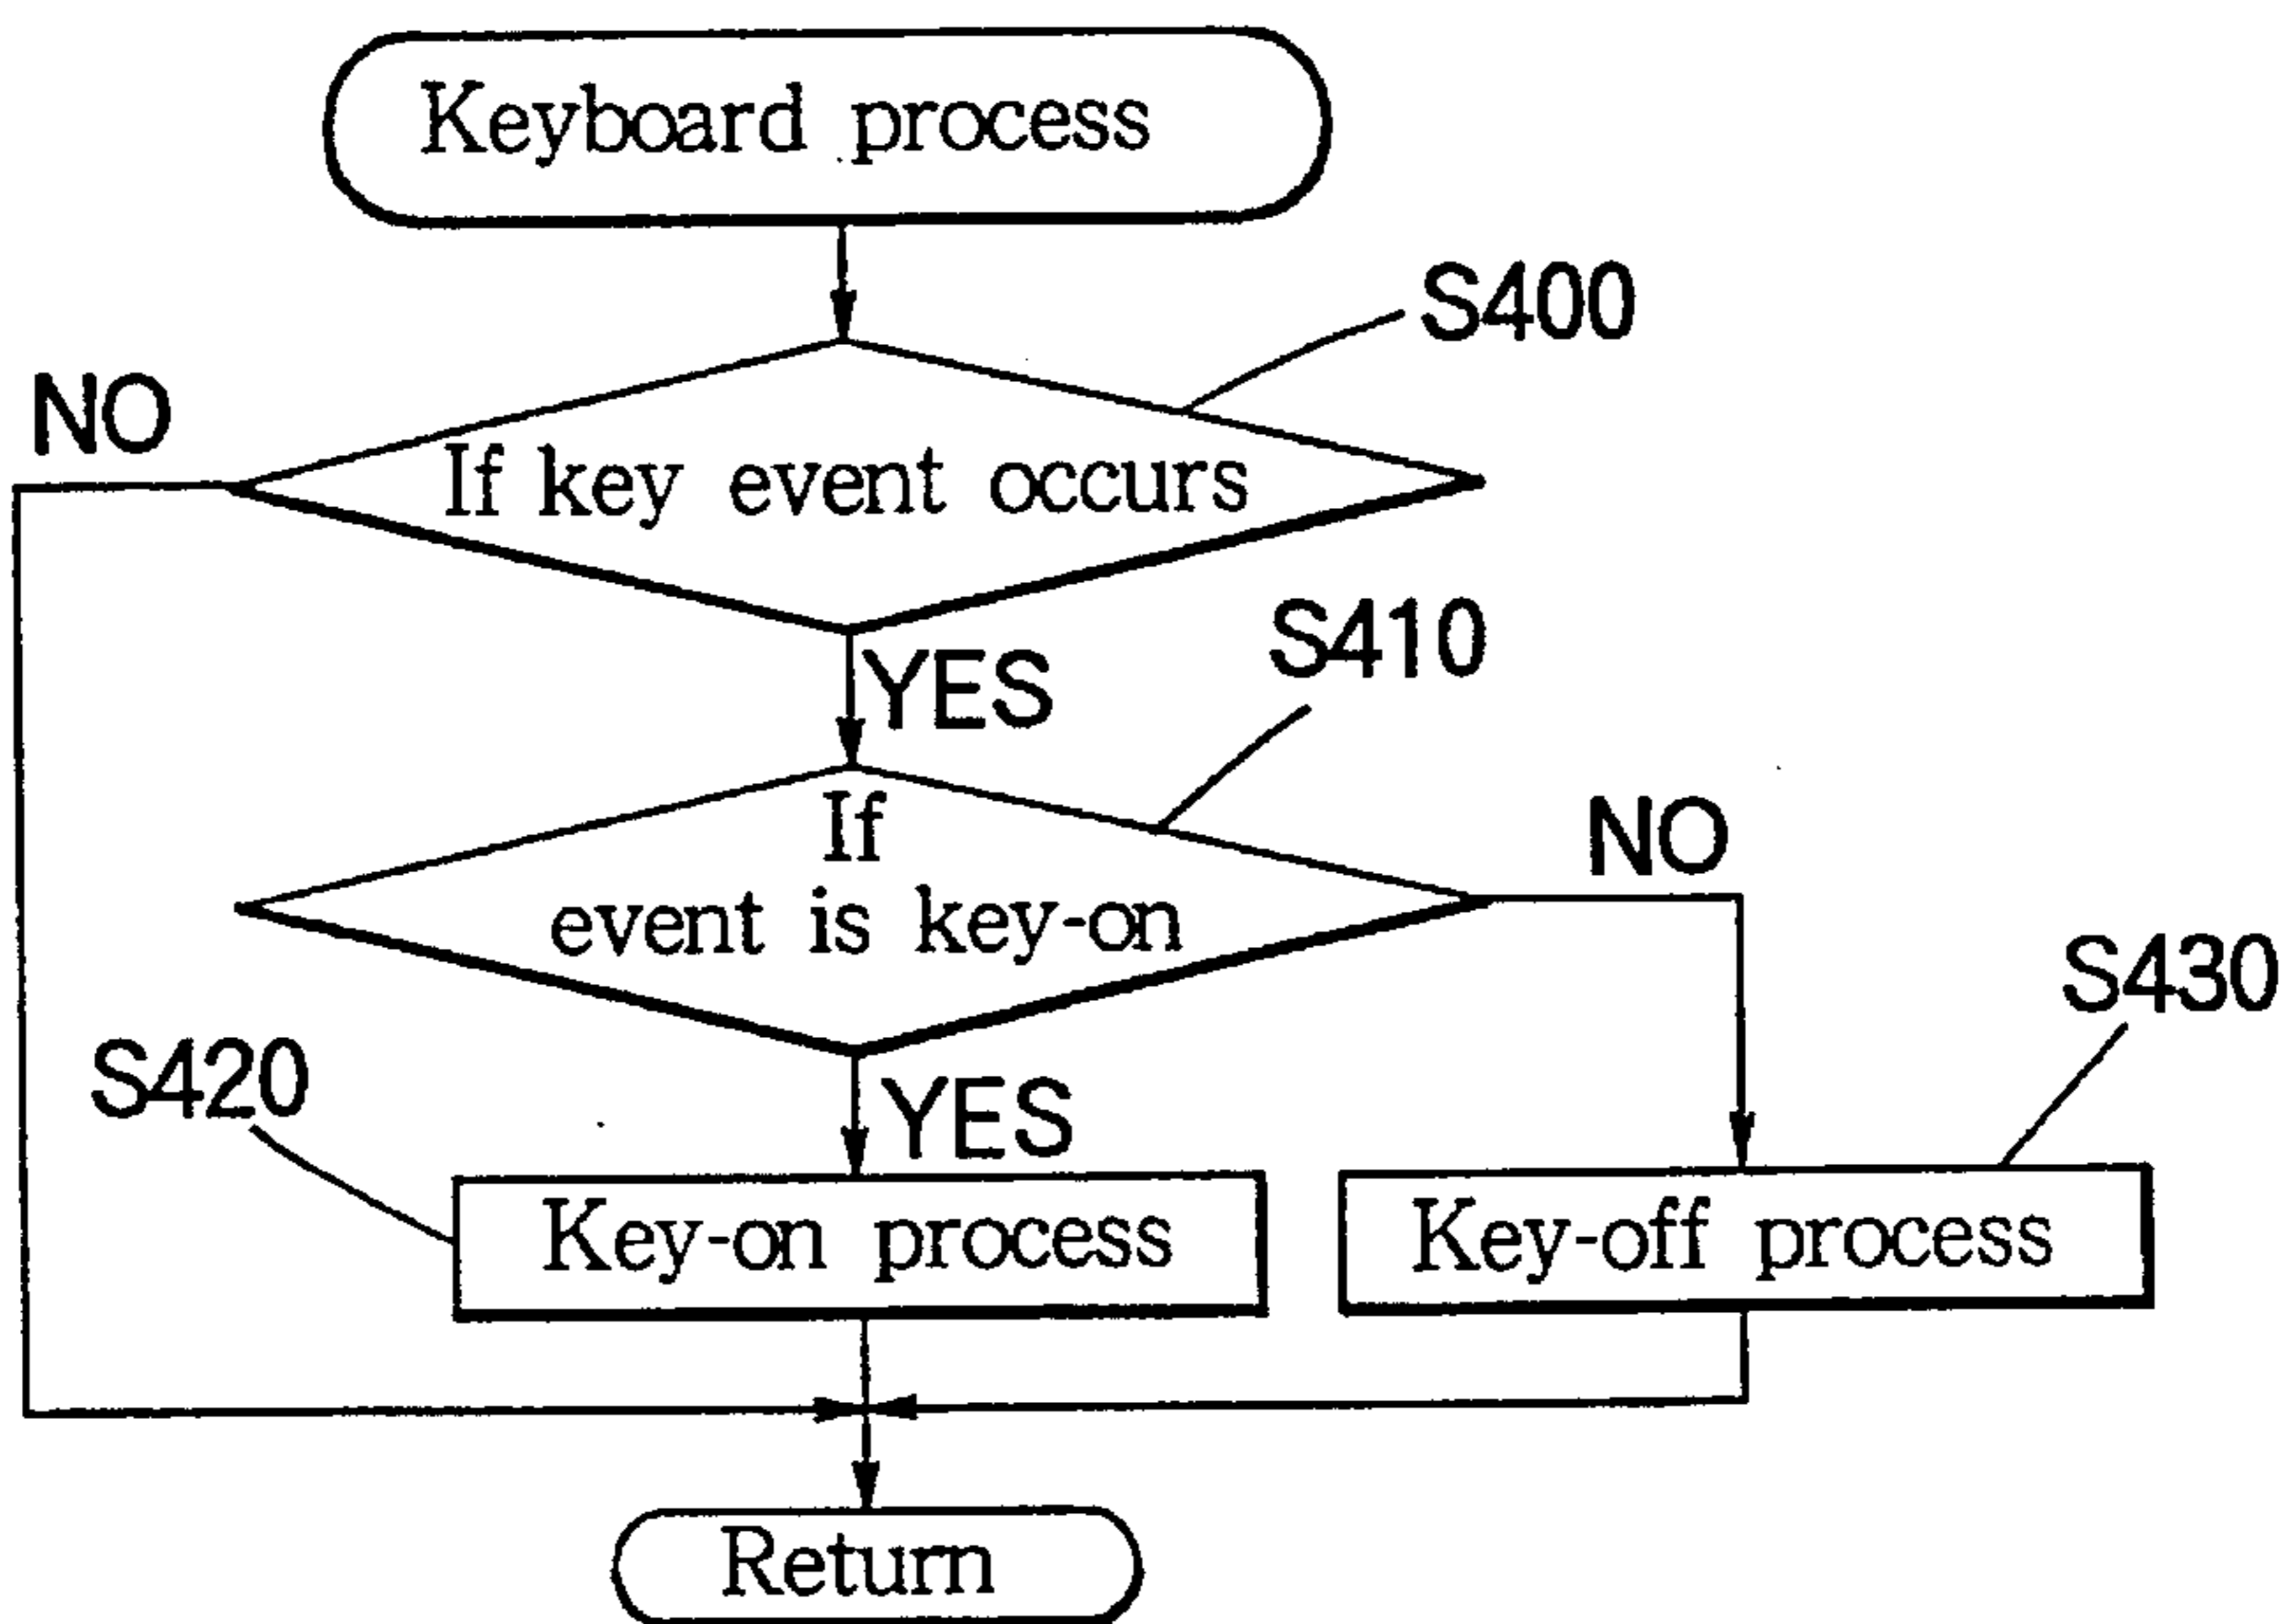 Keyboard process
S400
NO
If key event occurs
YES
S410
If
event is key-on
NO
S430
S420
YES
Key-on process
Key-off process
Return